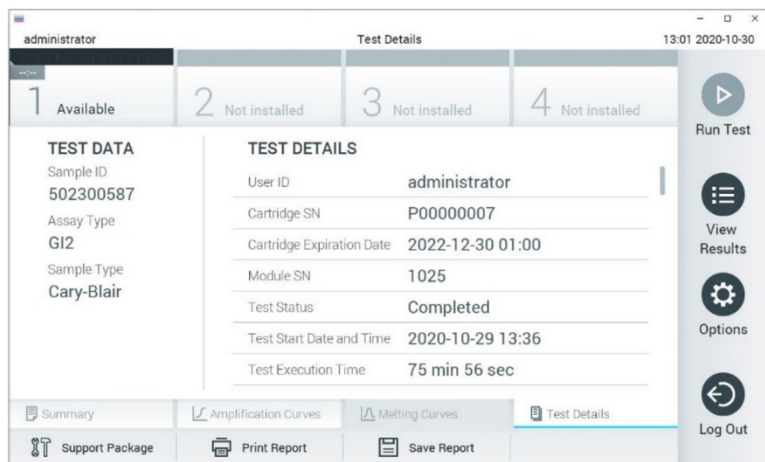 administrator Test Details 13:01 2020-10-30
--:--
1 Available
2 Not installed
3 Not installed
4 Not installed
Run Test
View
Results
Options
Log Out
TEST DATA
Sample ID
502300587
Assay Type
GI2
Sample Type
Cary-Blair
TEST DETAILS
User ID administrator
Cartridge SN P00000007
Cartridge Expiration Date 2022-12-30 01:00
Module SN 1025
Test Status Completed
Test Start Date and Time 2020-10-29 13:36
Test Execution Time 75 min 56 sec
Summary Amplification Curves Melting Curves Test Details
Support Package Print Report Save Report